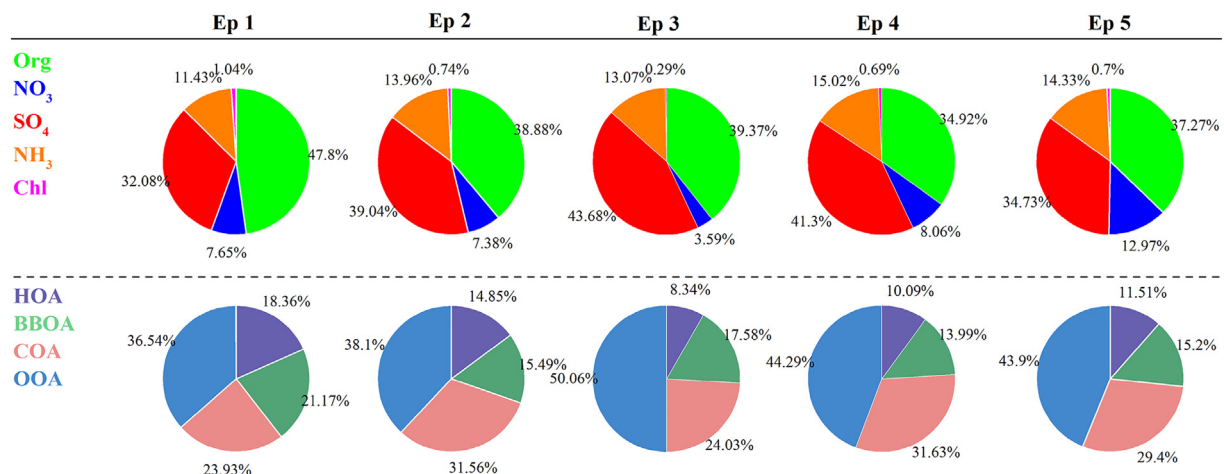 Ep 1 Ep 2 Ep 3 Ep 4 Ep 5
Org
NO₃
SO₄
NH₃
Chl
11.43% 1.04% 13.96% 0.74% 13.07% 0.29% 15.02% 0.69% 14.33% 0.7%
47.8% 38.88% 39.37% 34.92% 37.27%
32.08% 39.04% 43.68% 41.3% 34.73%
7.65% 7.38% 3.59% 8.06% 12.97%
HOA
BBOA
COA
OOA
18.36% 14.85% 8.34% 10.09% 11.51%
36.54% 38.1% 50.06% 44.29% 43.9%
21.17% 15.49% 17.58% 13.99% 15.2%
23.93% 31.56% 24.03% 31.63% 29.4%